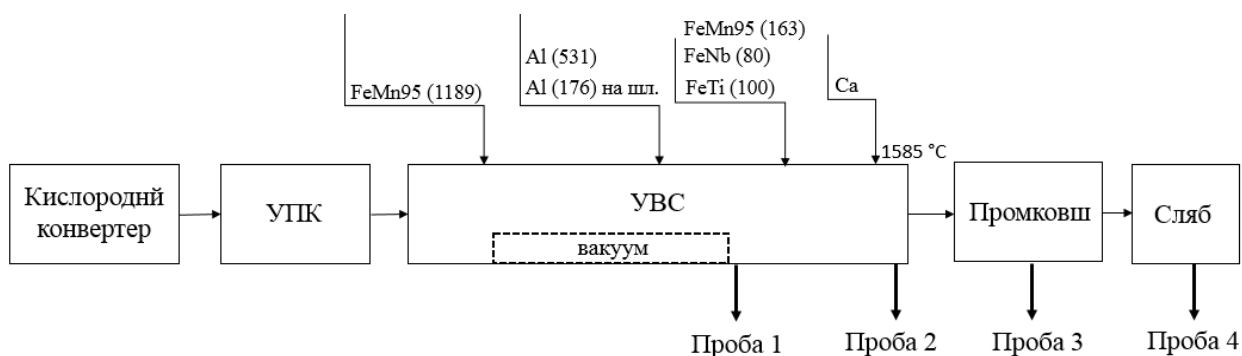 FeMn95 (1189)
Al (531)
Al (176) на шл.
FeMn95 (163)
FeNb (80)
FeTi (100)
Ca
1585 °C
Кислороднй
конвертер
УПК
УВС
вакуум
Промковш
Сляб
Проба 1
Проба 2
Проба 3
Проба 4